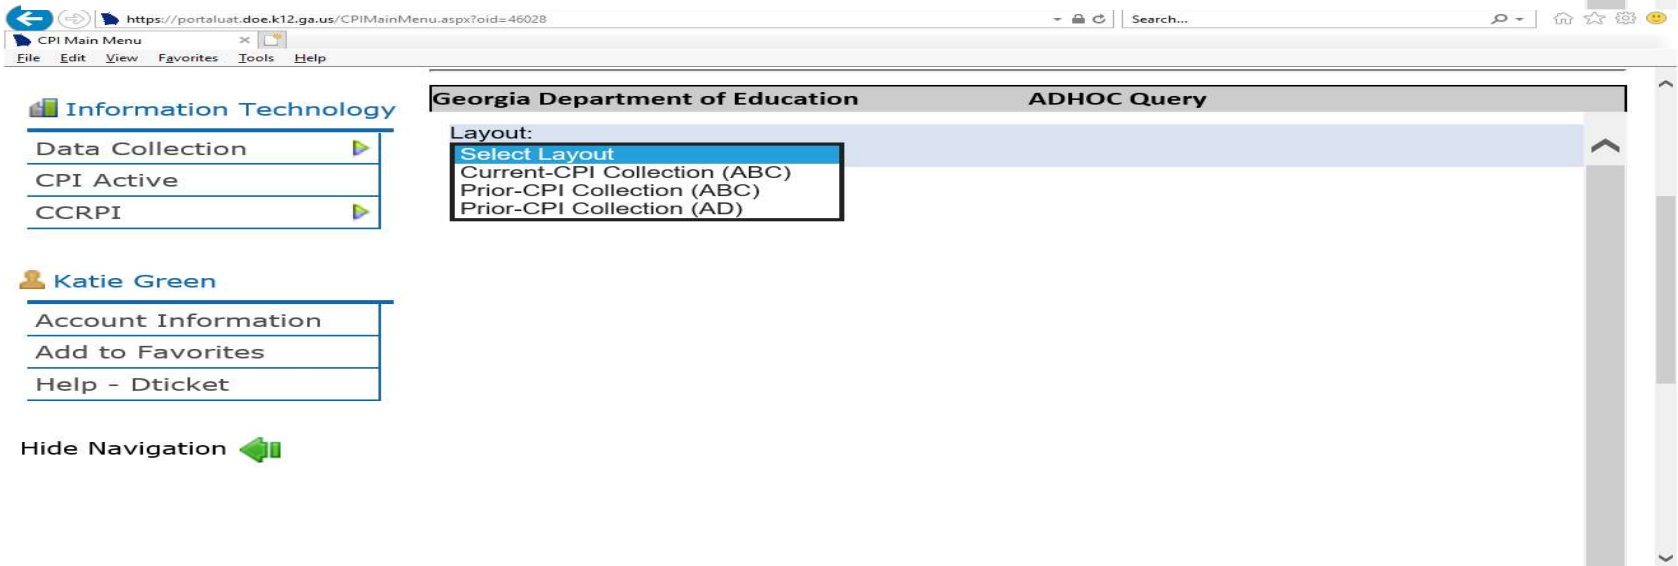 https://portaluat.doe.k12.ga.us/CPIMainMenu.aspx?oid=46028
Search...
CPI Main Menu
File Edit View Favorites Tools Help
Information Technology
Data Collection
CPI Active
CCRPI
Katie Green
Account Information
Add to Favorites
Help - Dticket
Hide Navigation
Georgia Department of Education ADHOC Query
Layout:
Select Layout
Current-CPI Collection (ABC)
Prior-CPI Collection (ABC)
Prior-CPI Collection (AD)